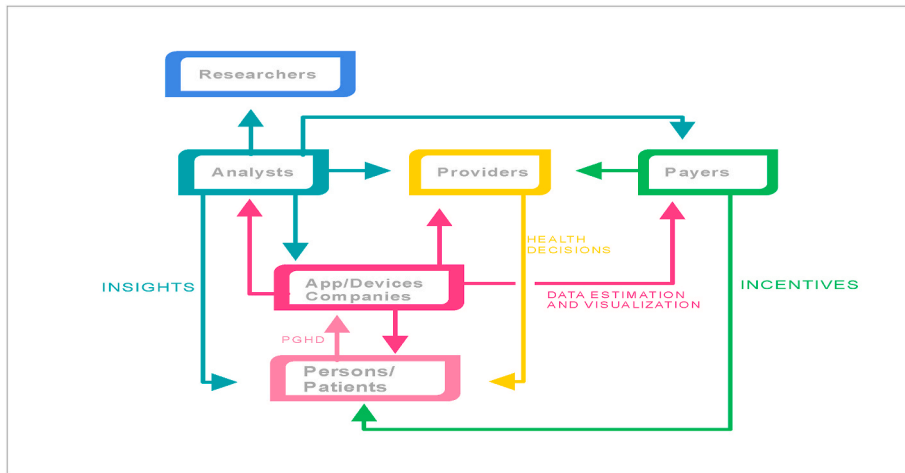 Researchers
Analysts
Providers
Payers
HEALTH
DECISIONS
INSIGHTS
App/Devices
Companies
DATA ESTIMATION
AND VISUALIZATION
INCENTIVES
PGHD
Persons/
Patients